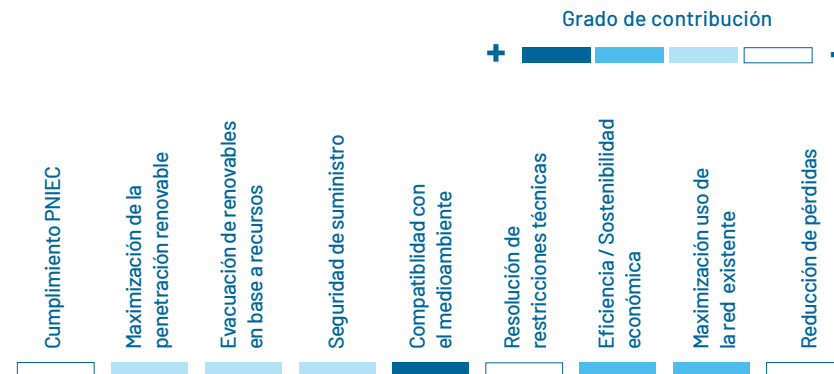 Grado de contribución
+
Cumplimiento PNIEC
Maximización de la
penetración renovable
Evacuación de renovables
en base a recursos
Seguridad de suministro
Compatiblidad con
el medioambiente
Resolución de
restricciones técnicas
Eficiencia / Sostenibilidad
económica
Maximización uso de
la red existente
Reducción de pérdidas